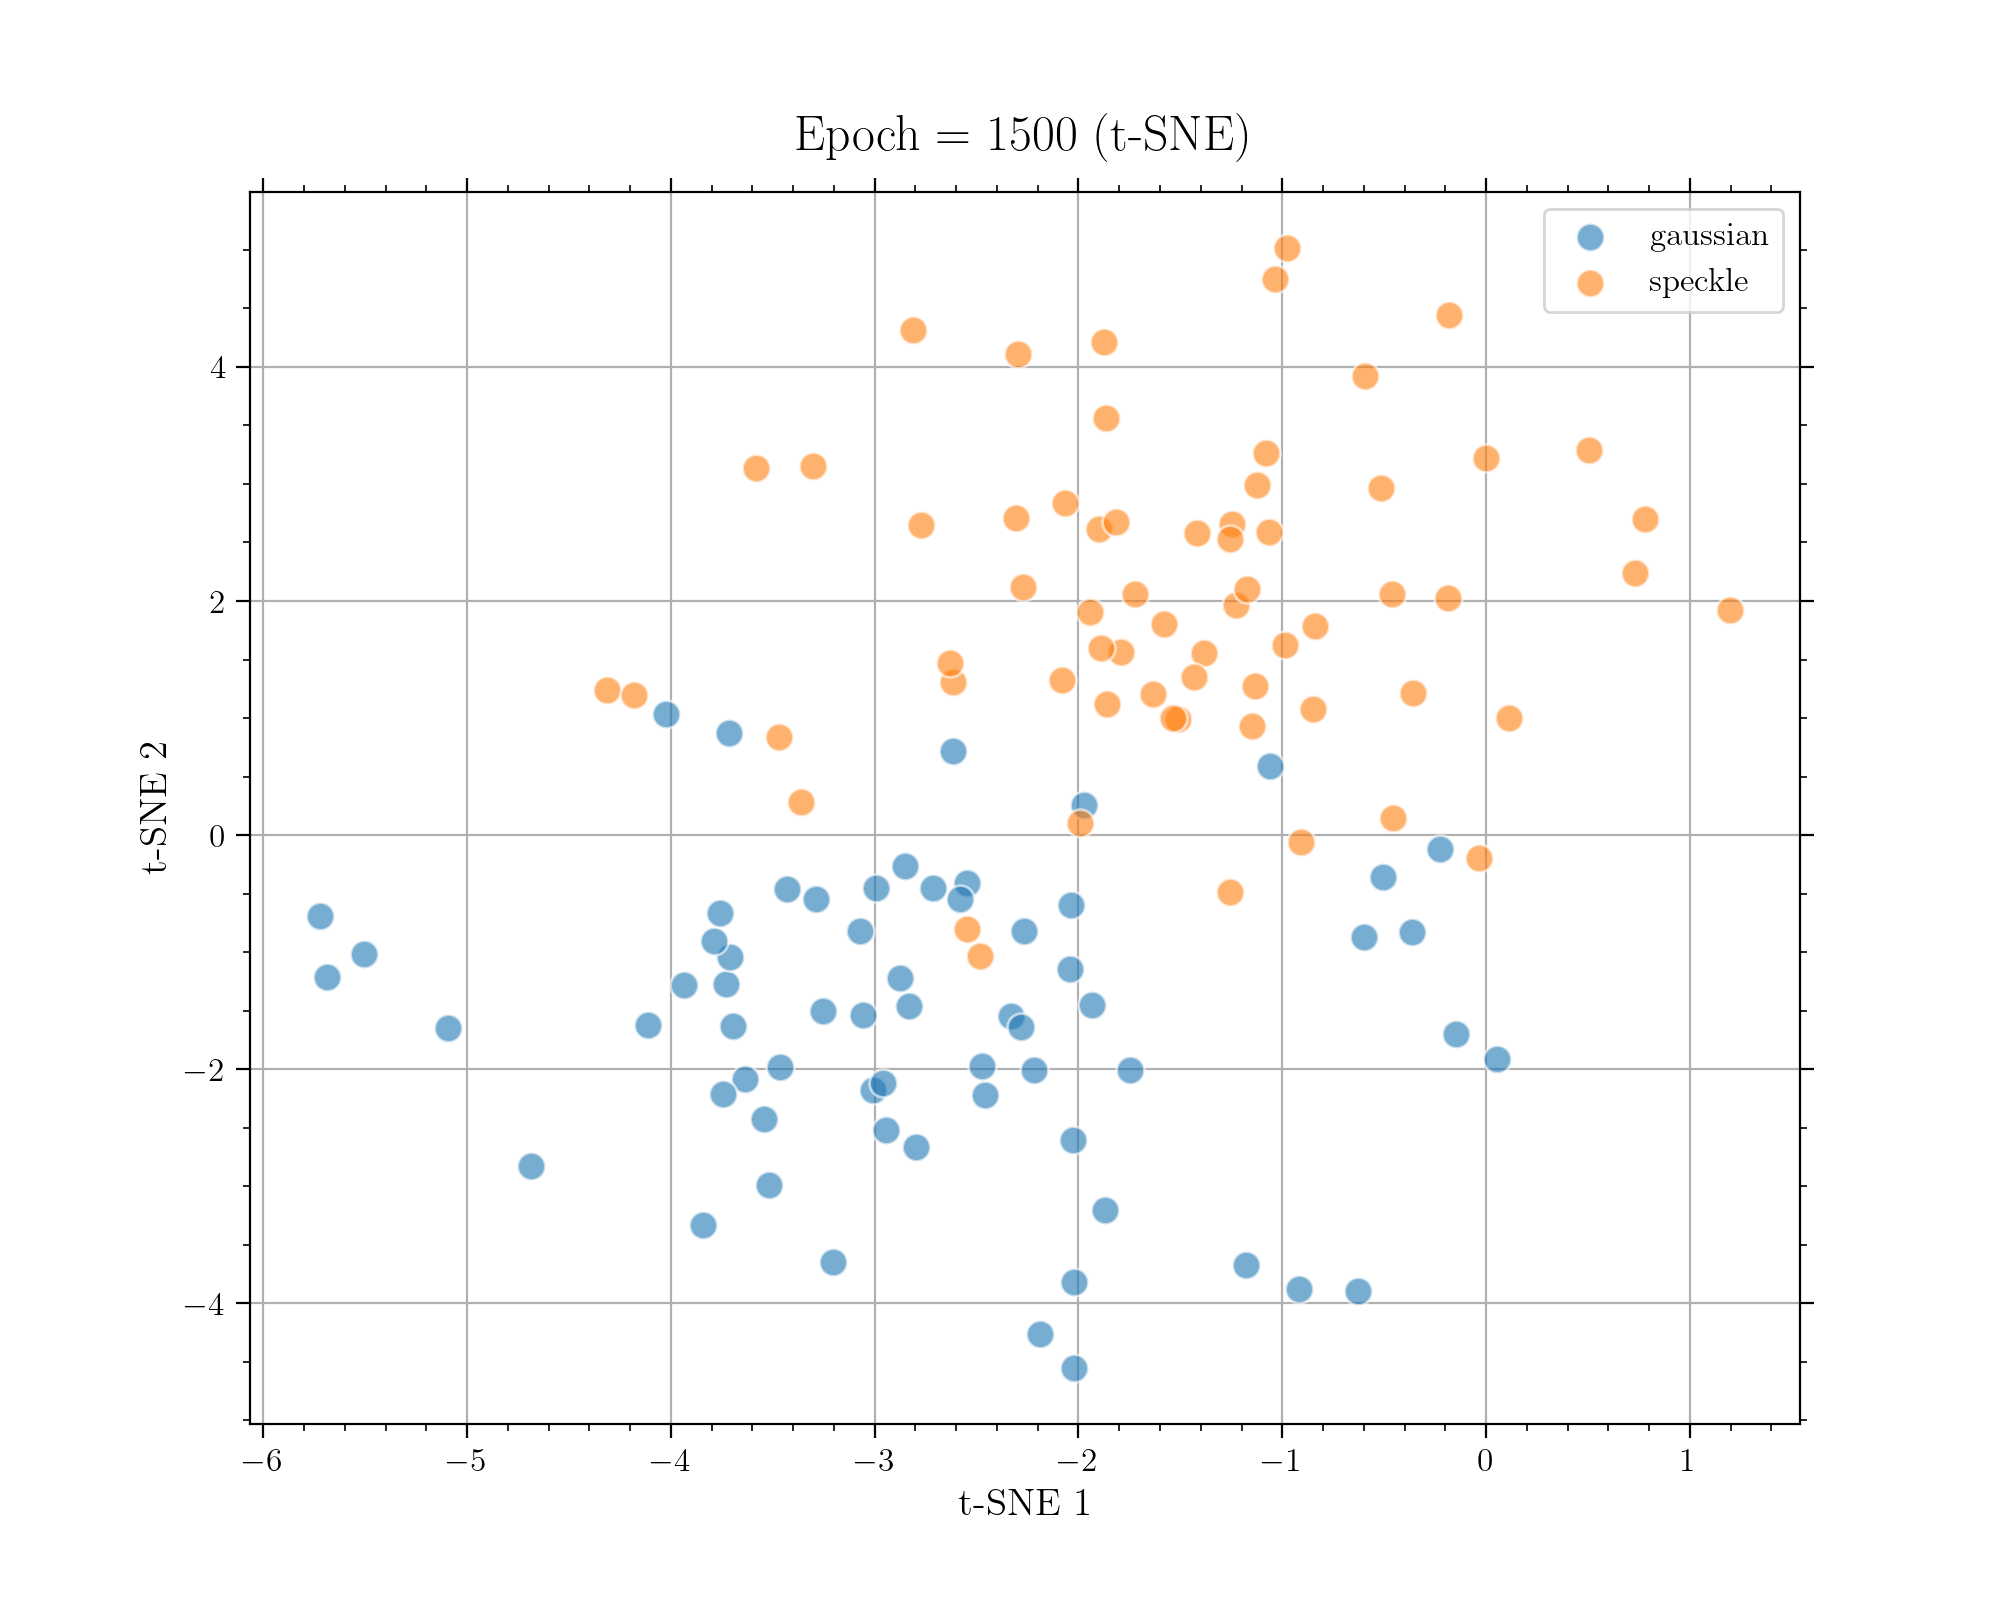 Epoch = 1500 (t-SNE)
gaussian
speckle
4
2
0
−2
−4
t-SNE 2
−6 −5 −4 −3 −2 −1 0 1
t-SNE 1